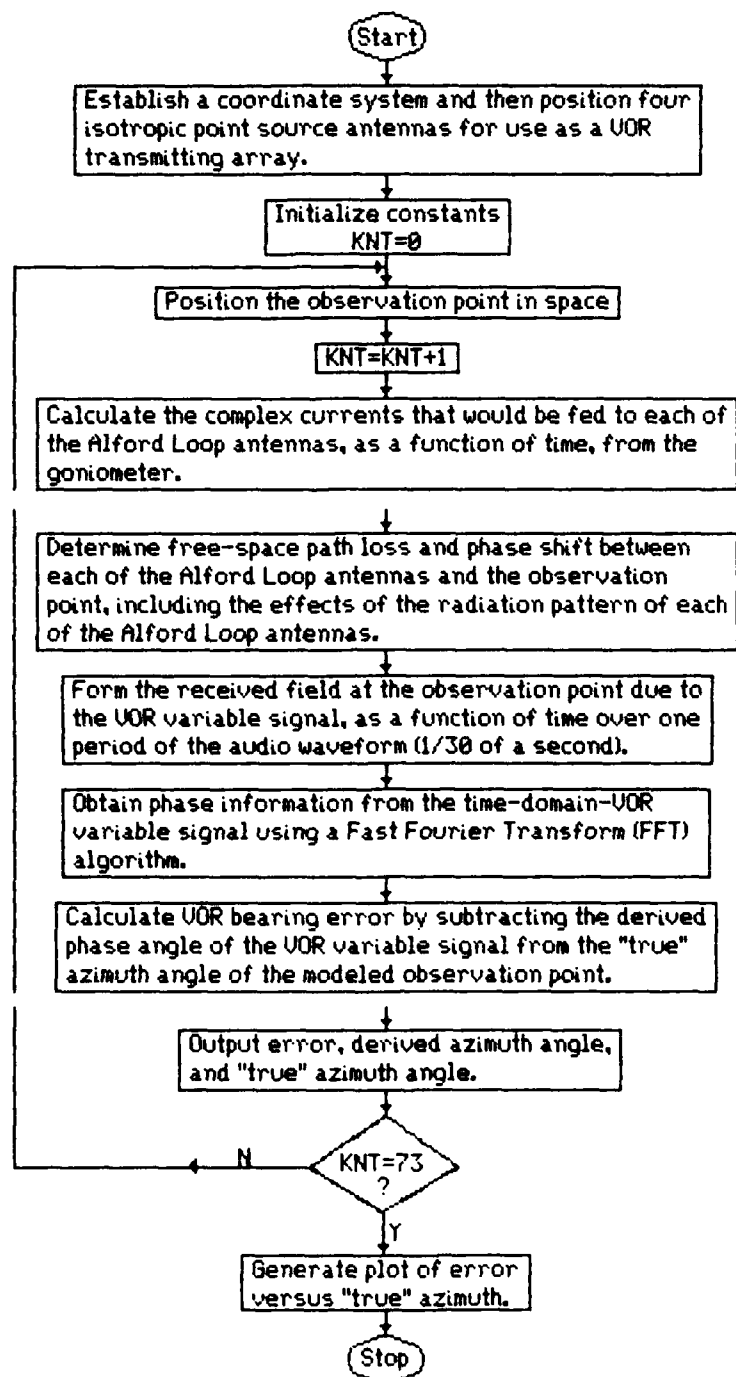 Start
Establish a coordinate system and then position four
isotropic point source antennas for use as a VOR
transmitting array.
Initialize constants
KNT=0
Position the observation point in space
KNT=KNT+1
Calculate the complex currents that would be fed to each of
the Alford Loop antennas, as a function of time, from the
goniometer.
Determine free-space path loss and phase shift between
each of the Alford Loop antennas and the observation
point, including the effects of the radiation pattern of each
of the Alford Loop antennas.
Form the received field at the observation point due to
the VOR variable signal, as a function of time over one
period of the audio waveform (1/30 of a second).
Obtain phase information from the time-domain-VOR
variable signal using a Fast Fourier Transform (FFT)
algorithm.
Calculate VOR bearing error by subtracting the derived
phase angle of the VOR variable signal from the "true"
azimuth angle of the modeled observation point.
Output error, derived azimuth angle,
and "true" azimuth angle.
N
KNT=73
?
Y
Generate plot of error
versus "true" azimuth.
Stop